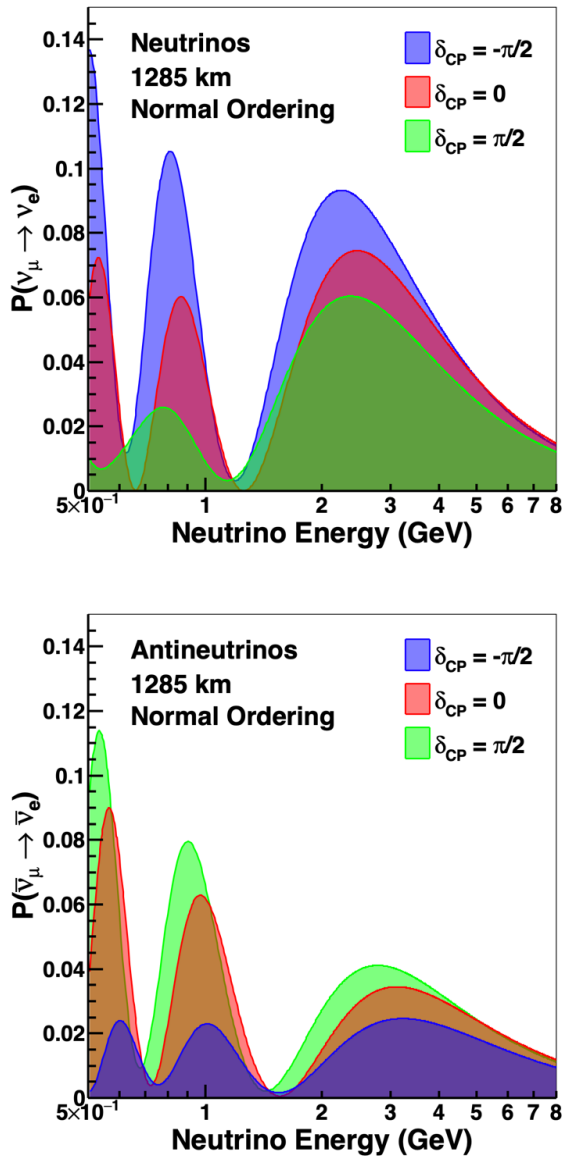 Neutrinos
1285 km
Normal Ordering
δCP = -π/2
δCP = 0
δCP = π/2
P(νμ → νe)
0.14
0.12
0.1
0.08
0.06
0.04
0.02
0
5×10⁻¹ 1 2 3 4 5 6 7 8
Neutrino Energy (GeV)
Antineutrinos
1285 km
Normal Ordering
δCP = -π/2
δCP = 0
δCP = π/2
P(ν̄μ → ν̄e)
0.14
0.12
0.1
0.08
0.06
0.04
0.02
0
5×10⁻¹ 1 2 3 4 5 6 7 8
Neutrino Energy (GeV)